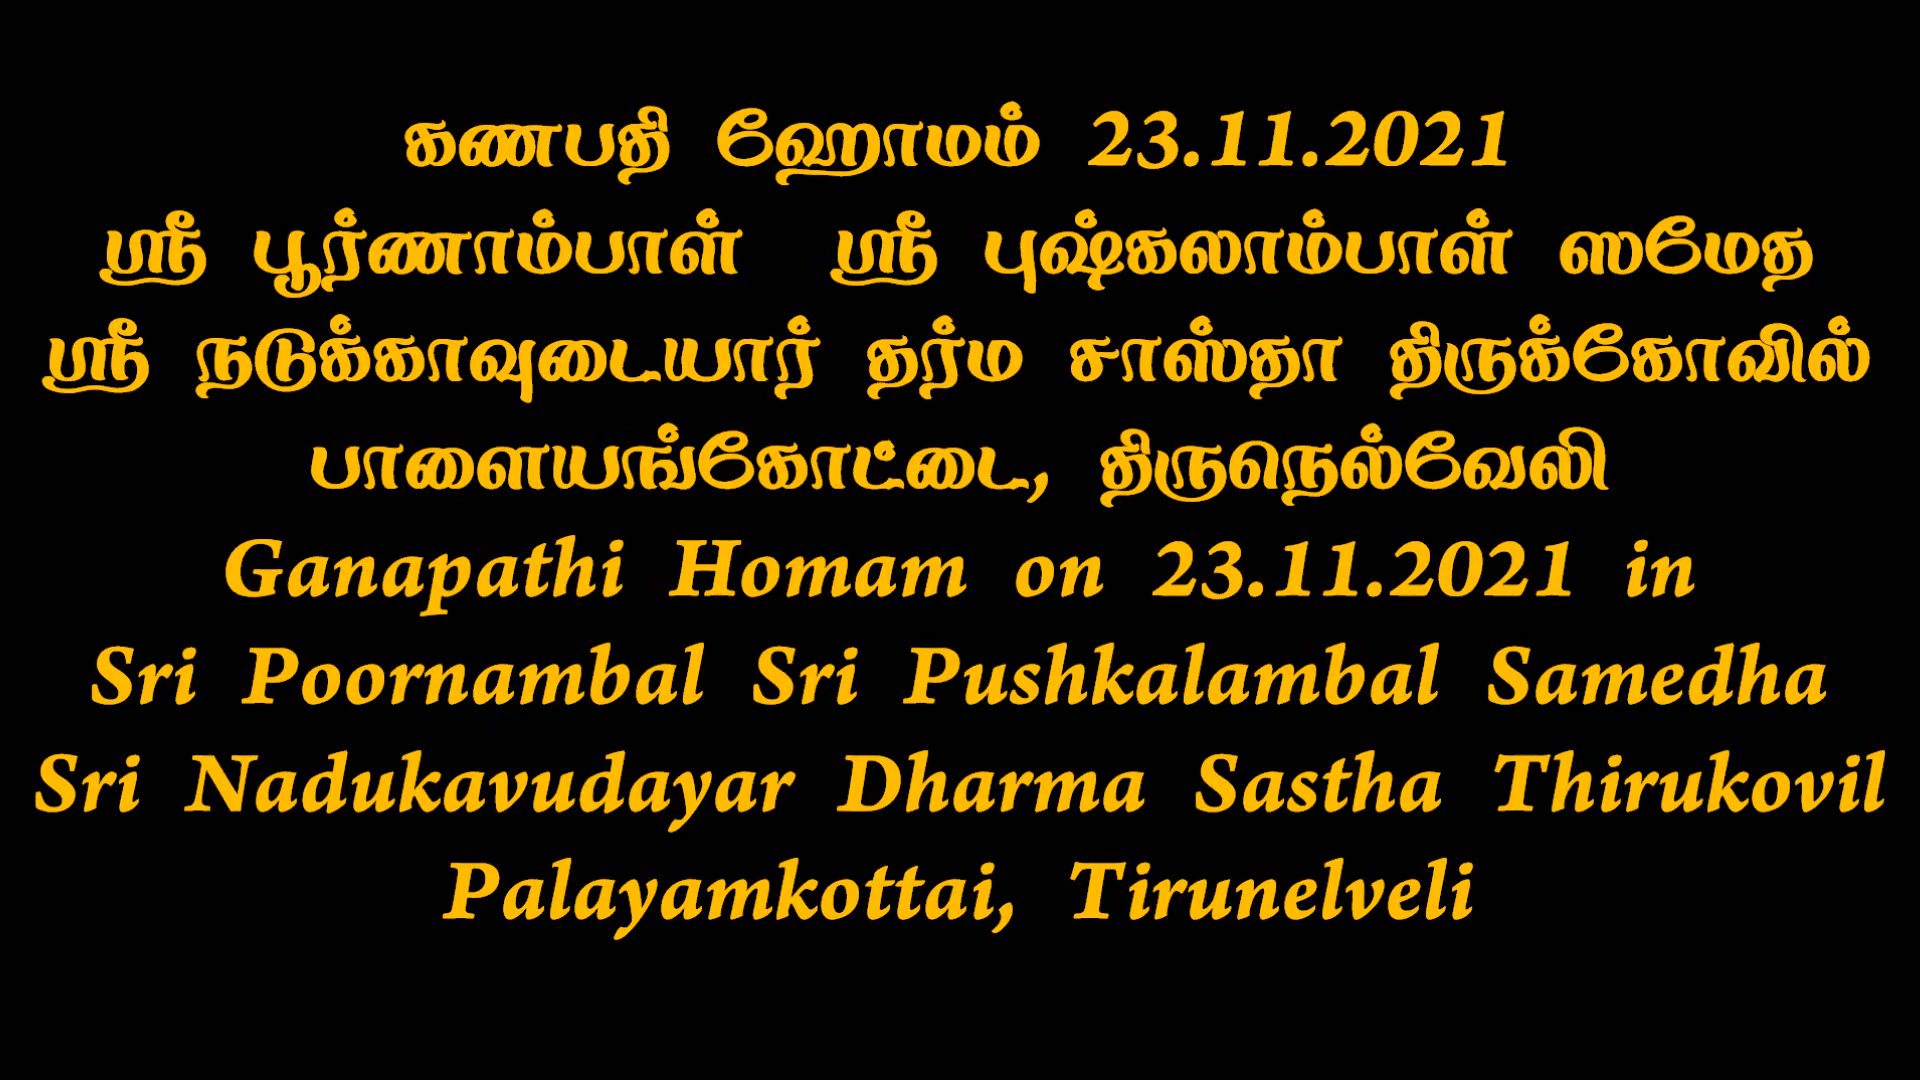 கணபதி ஹோமம் 23.11.2021
ஸ்ரீ பூர்ணாம்பாள் ஸ்ரீ புஷ்கலாம்பாள் ஸமேத
ஸ்ரீ நடுக்காவுடையார் தர்ம சாஸ்தா திருக்கோவில்
பாளையங்கோட்டை, திருநெல்வேலி
Ganapathi Homam on 23.11.2021 in
Sri Poornambal Sri Pushkalambal Samedha
Sri Nadukavudayar Dharma Sastha Thirukovil
Palayamkottai, Tirunelveli